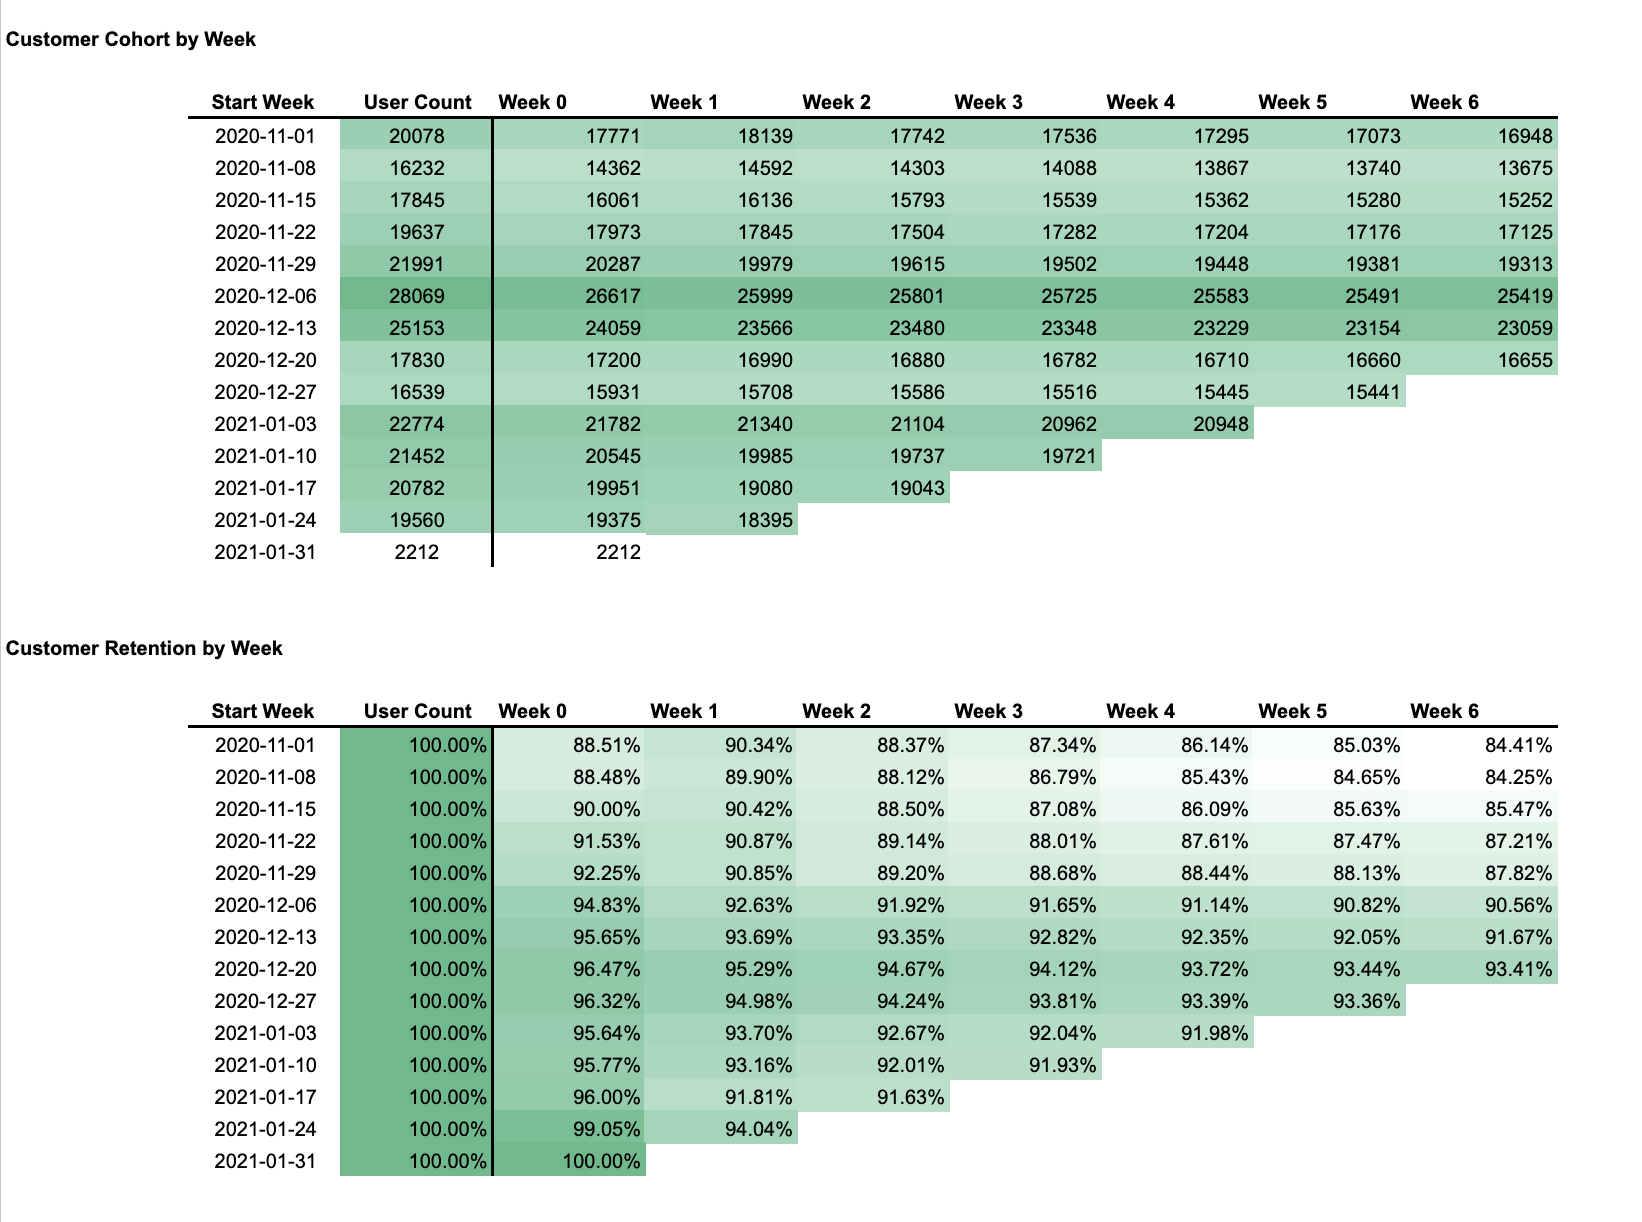 Customer Cohort by Week
Start Week User Count Week 0 Week 1 Week 2 Week 3 Week 4 Week 5 Week 6
2020-11-01 20078 17771 18139 17742 17536 17295 17073 16948
2020-11-08 16232 14362 14592 14303 14088 13867 13740 13675
2020-11-15 17845 16061 16136 15793 15539 15362 15280 15252
2020-11-22 19637 17973 17845 17504 17282 17204 17176 17125
2020-11-29 21991 20287 19979 19615 19502 19448 19381 19313
2020-12-06 28069 26617 25999 25801 25725 25583 25491 25419
2020-12-13 25153 24059 23566 23480 23348 23229 23154 23059
2020-12-20 17830 17200 16990 16880 16782 16710 16660 16655
2020-12-27 16539 15931 15708 15586 15516 15445 15441
2021-01-03 22774 21782 21340 21104 20962 20948
2021-01-10 21452 20545 19985 19737 19721
2021-01-17 20782 19951 19080 19043
2021-01-24 19560 19375 18395
2021-01-31 2212 2212
Customer Retention by Week
Start Week User Count Week 0 Week 1 Week 2 Week 3 Week 4 Week 5 Week 6
2020-11-01 100.00% 88.51% 90.34% 88.37% 87.34% 86.14% 85.03% 84.41%
2020-11-08 100.00% 88.48% 89.90% 88.12% 86.79% 85.43% 84.65% 84.25%
2020-11-15 100.00% 90.00% 90.42% 88.50% 87.08% 86.09% 85.63% 85.47%
2020-11-22 100.00% 91.53% 90.87% 89.14% 88.01% 87.61% 87.47% 87.21%
2020-11-29 100.00% 92.25% 90.85% 89.20% 88.68% 88.44% 88.13% 87.82%
2020-12-06 100.00% 94.83% 92.63% 91.92% 91.65% 91.14% 90.82% 90.56%
2020-12-13 100.00% 95.65% 93.69% 93.35% 92.82% 92.35% 92.05% 91.67%
2020-12-20 100.00% 96.47% 95.29% 94.67% 94.12% 93.72% 93.44% 93.41%
2020-12-27 100.00% 96.32% 94.98% 94.24% 93.81% 93.39% 93.36%
2021-01-03 100.00% 95.64% 93.70% 92.67% 92.04% 91.98%
2021-01-10 100.00% 95.77% 93.16% 92.01% 91.93%
2021-01-17 100.00% 96.00% 91.81% 91.63%
2021-01-24 100.00% 99.05% 94.04%
2021-01-31 100.00% 100.00%